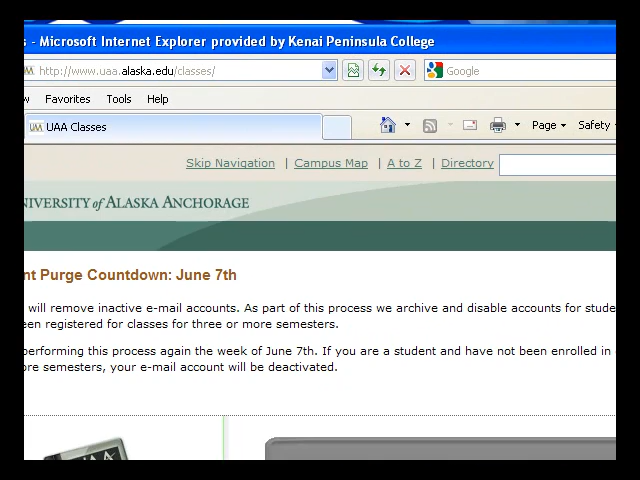 - Microsoft Internet Explorer provided by Kenai Peninsula College
http://www.uaa.alaska.edu/classes/
Google
Favorites Tools Help
UAA Classes
Page Safety
Skip Navigation | Campus Map | A to Z | Directory
NIVERSITY of ALASKA ANCHORAGE
nt Purge Countdown: June 7th
will remove inactive e-mail accounts. As part of this process we archive and disable accounts for stude
een registered for classes for three or more semesters.
performing this process again the week of June 7th. If you are a student and have not been enrolled in
ore semesters, your e-mail account will be deactivated.